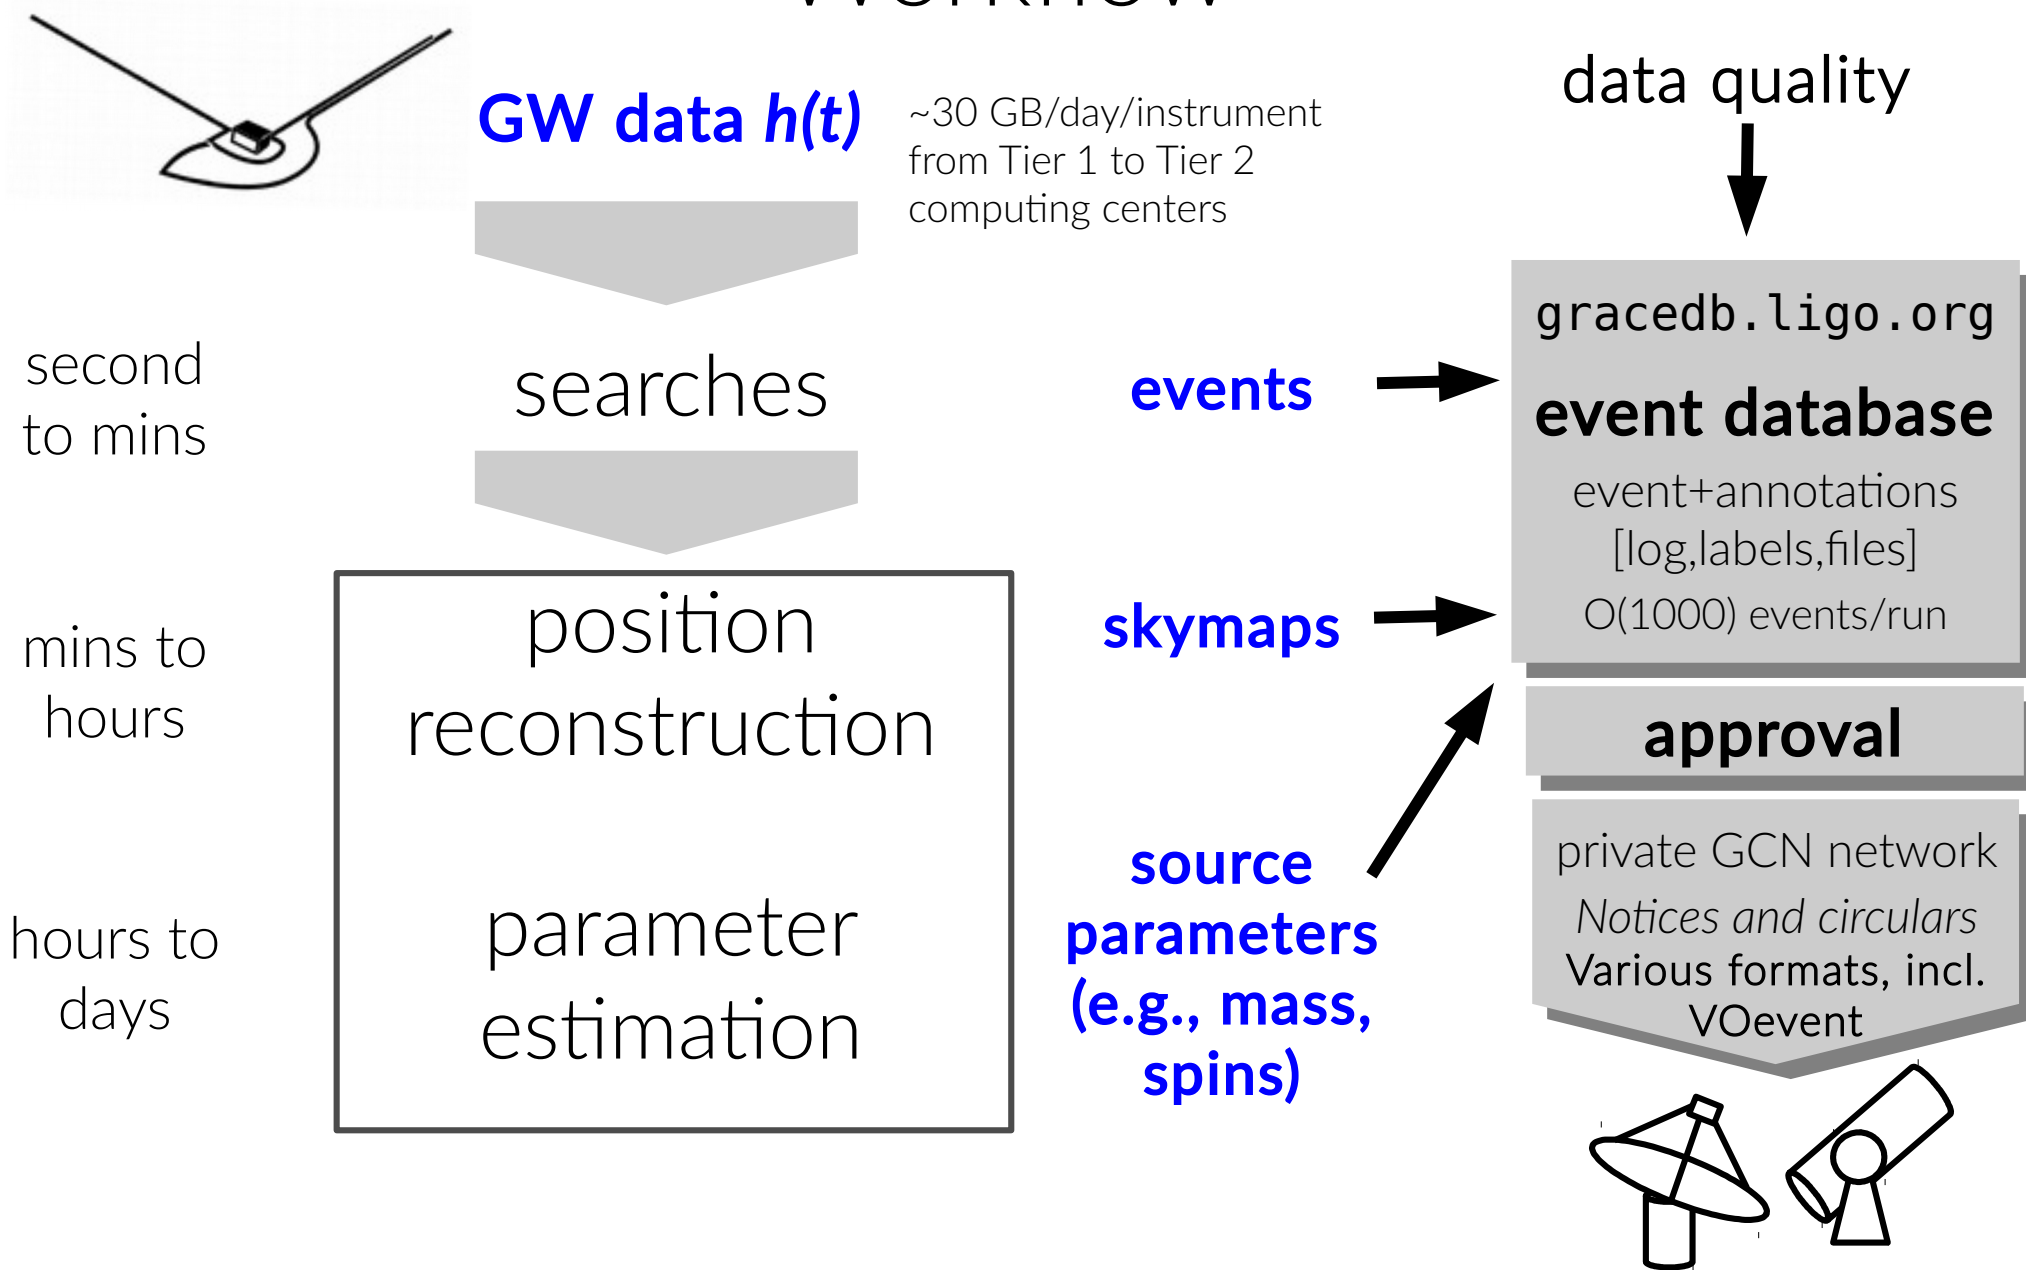 GW data h(t)
~30 GB/day/instrument
from Tier 1 to Tier 2
computing centers
second
to mins
searches
mins to
hours
position
reconstruction
hours to
days
parameter
estimation
events
skymaps
source
parameters
(e.g., mass,
spins)
data quality
gracedb.ligo.org
event database
event+annotations
[log,labels,files]
O(1000) events/run
approval
private GCN network
Notices and circulars
Various formats, incl.
VOevent